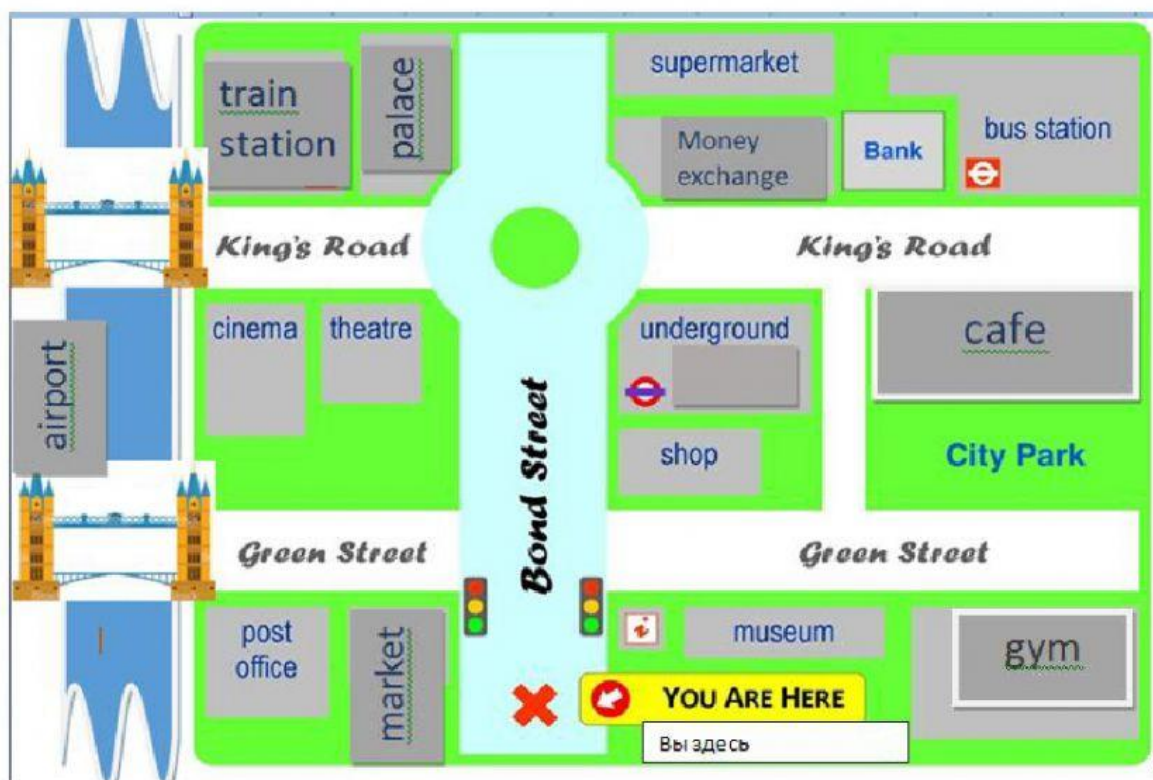 train
station
palace
supermarket
Money
exchange
Bank
bus station
King's Road
King's Road
cinema
theatre
underground
cafe
airport
Bond Street
shop
City Park
Green Street
Green Street
post
office
market
i
museum
gym
YOU ARE HERE
Вы здесь